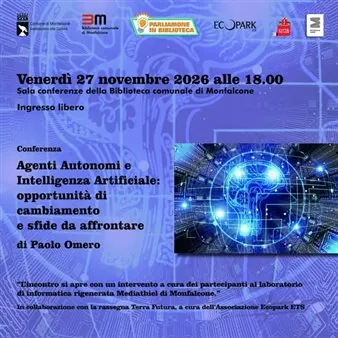 Comune di Monfalcone
3m
Biblioteca comunale
di Monfalcone
PARLIAMONE
IN BIBLIOTECA
ECOPARK
M
Venerdì 27 novembre 2026 alle 18.00
Sala conferenze della Biblioteca comunale di Monfalcone
Ingresso libero
Conferenza
Agenti Autonomi e
Intelligenza Artificiale:
opportunità di
cambiamento
e sfide da affrontare
di Paolo Omero
"L'incontro si apre con un intervento a cura dei partecipanti al laboratorio
di informatica rigenerata Mediathiel di Monfalcone."
In collaborazione con la rassegna Terra Futura, a cura dell'Associazione Ecopark ETS